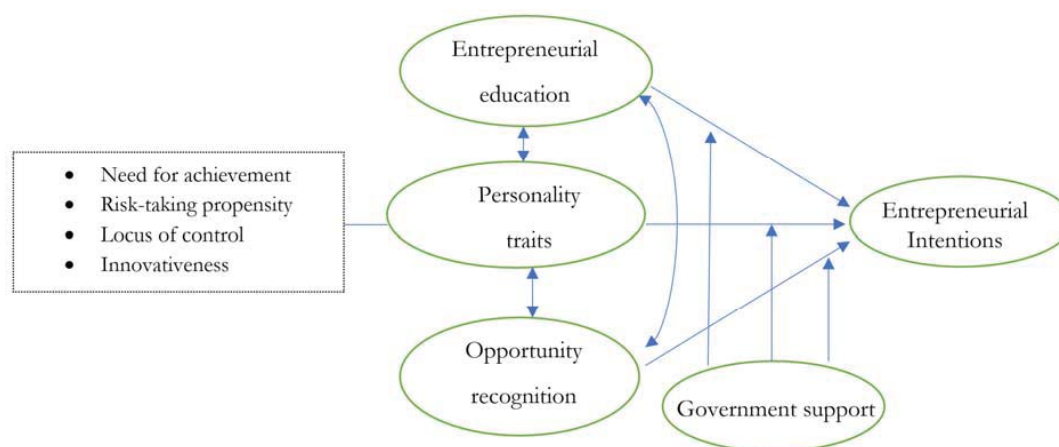 Entrepreneurial
education
• Need for achievement
• Risk-taking propensity
• Locus of control
• Innovativeness
Personality
traits
Entrepreneurial
Intentions
Opportunity
recognition
Government support